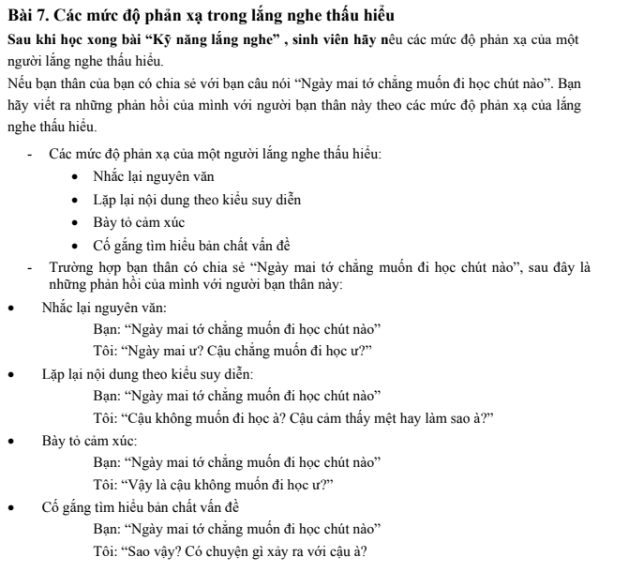 Bài 7. Các mức độ phản xạ trong lắng nghe thấu hiểu
Sau khi học xong bài “Kỹ năng lắng nghe” , sinh viên hãy nêu các mức độ phản xạ của một
người lắng nghe thấu hiểu.
Nếu bạn thân của bạn có chia sẻ với bạn câu nói “Ngày mai tớ chẳng muốn đi học chút nào”. Bạn
hãy viết ra những phản hồi của mình với người bạn thân này theo các mức độ phản xạ của lắng
nghe thấu hiểu.
- Các mức độ phản xạ của một người lắng nghe thấu hiểu:
• Nhắc lại nguyên văn
• Lặp lại nội dung theo kiểu suy diễn
• Bày tỏ cảm xúc
• Cố gắng tìm hiểu bản chất vấn đề
- Trường hợp bạn thân có chia sẻ “Ngày mai tớ chẳng muốn đi học chút nào”, sau đây là
những phản hồi của mình với người bạn thân này:
• Nhắc lại nguyên văn:
Bạn: “Ngày mai tớ chẳng muốn đi học chút nào”
Tôi: “Ngày mai ư? Cậu chẳng muốn đi học ư?”
• Lặp lại nội dung theo kiểu suy diễn:
Bạn: “Ngày mai tớ chẳng muốn đi học chút nào”
Tôi: “Cậu không muốn đi học à? Cậu cảm thấy mệt hay làm sao à?”
• Bày tỏ cảm xúc:
Bạn: “Ngày mai tớ chẳng muốn đi học chút nào”
Tôi: “Vậy là cậu không muốn đi học ư?”
• Cố gắng tìm hiểu bản chất vấn đề
Bạn: “Ngày mai tớ chẳng muốn đi học chút nào”
Tôi: “Sao vậy? Có chuyện gì xảy ra với cậu à?